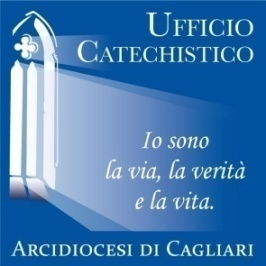 UFFICIO
CATECHISTICO
Io sono
la via, la verità
e la vita.
ARCIDIOCESI DI CAGLIARI